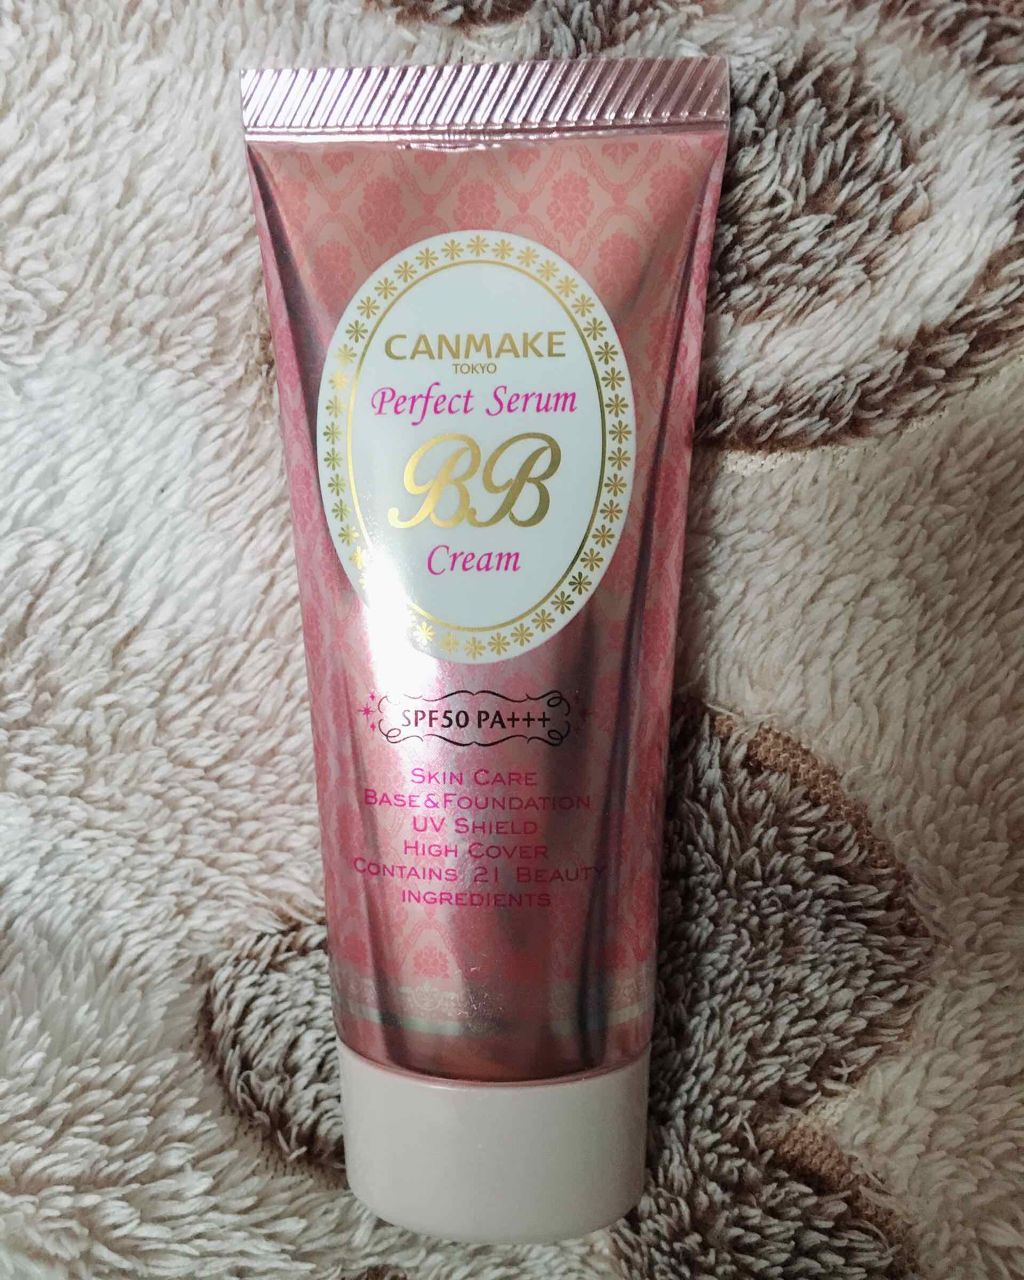 CANMAKE
TOKYO
Perfect Serum
BB
Cream
SPF50 PA+++
SKIN CARE
BASE&FOUNDATION
UV SHIELD
HIGH COVER
CONTAINS 21 BEAUTY
INGREDIENTS